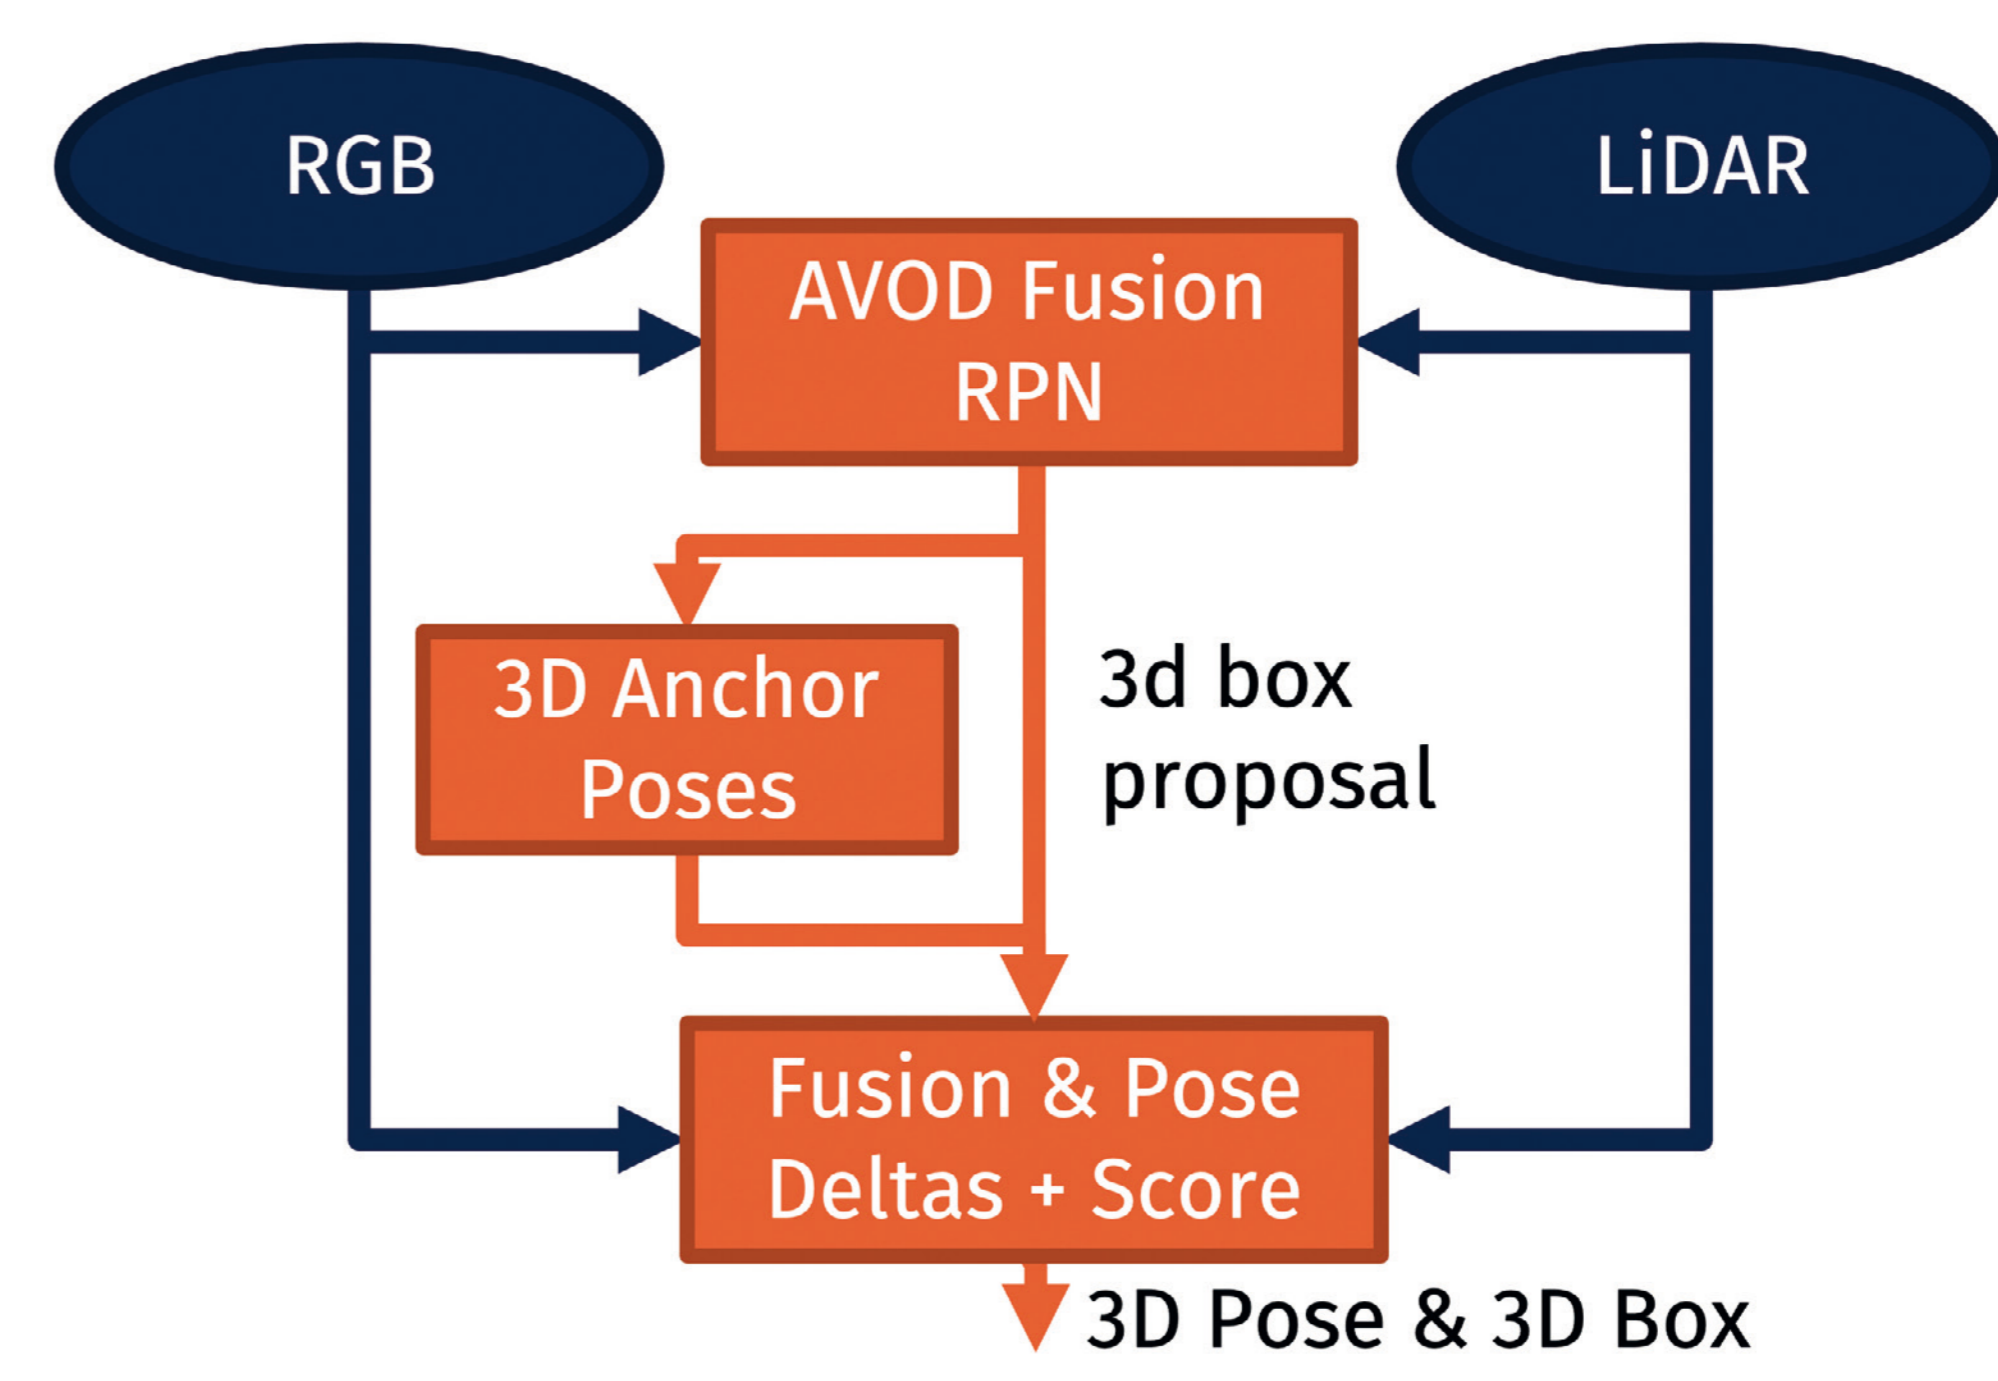 RGB
LiDAR
AVOD Fusion
RPN
3D Anchor
Poses
3d box
proposal
Fusion & Pose
Deltas + Score
3D Pose & 3D Box